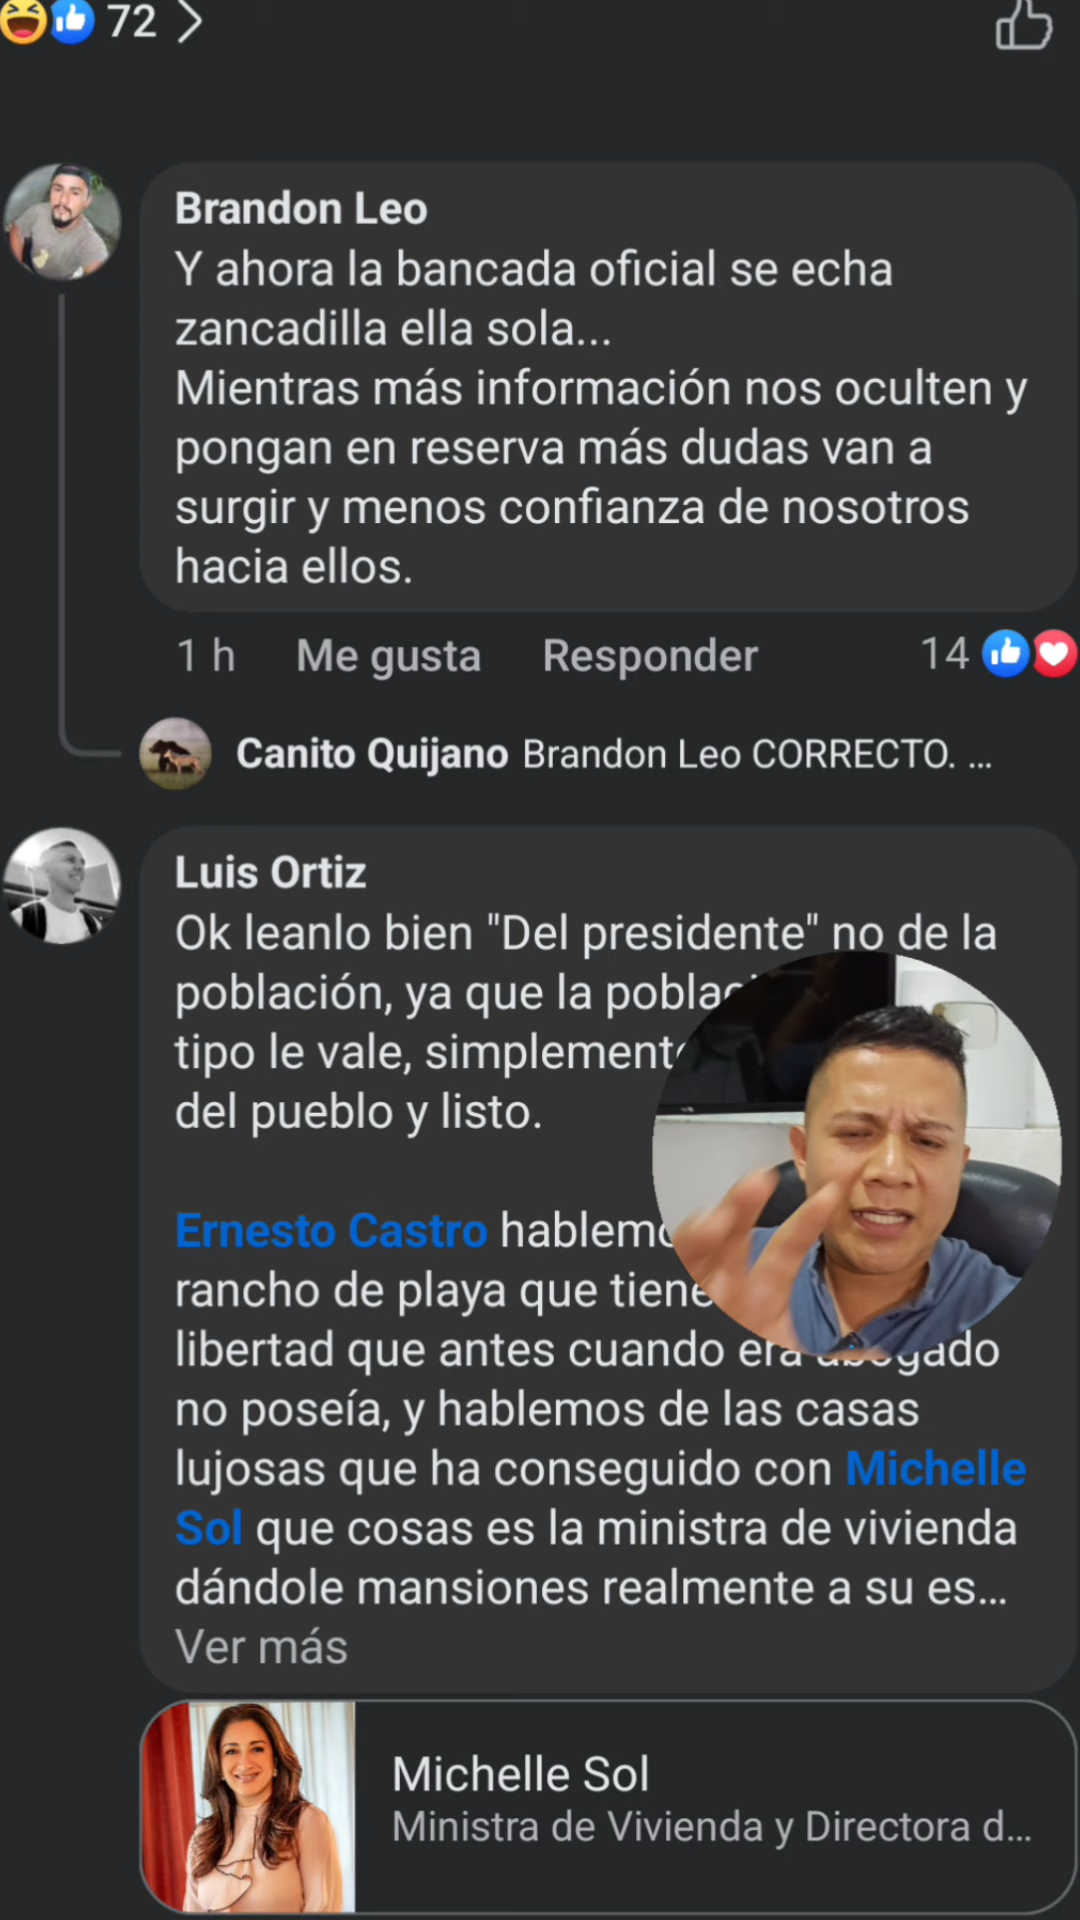 72
Brandon Leo
Y ahora la bancada oficial se echa
zancadilla ella sola...
Mientras más información nos oculten y
pongan en reserva más dudas van a
surgir y menos confianza de nosotros
hacia ellos.
1 h Me gusta Responder 14
Canito Quijano Brandon Leo CORRECTO. ...
Luis Ortiz
Ok leanlo bien "Del presidente" no de la
población, ya que la
tipo le vale,
del pueblo y listo.
Ernesto Castro
rancho de playa que
libertad que antes cuando era abogado
no poseía, y hablemos de las casas
lujosas que ha conseguido con Michelle
Sol que cosas es la ministra de vivienda
dándole mansiones realmente a su es...
Ver más
Michelle Sol
Ministra de Vivienda y Directora d...